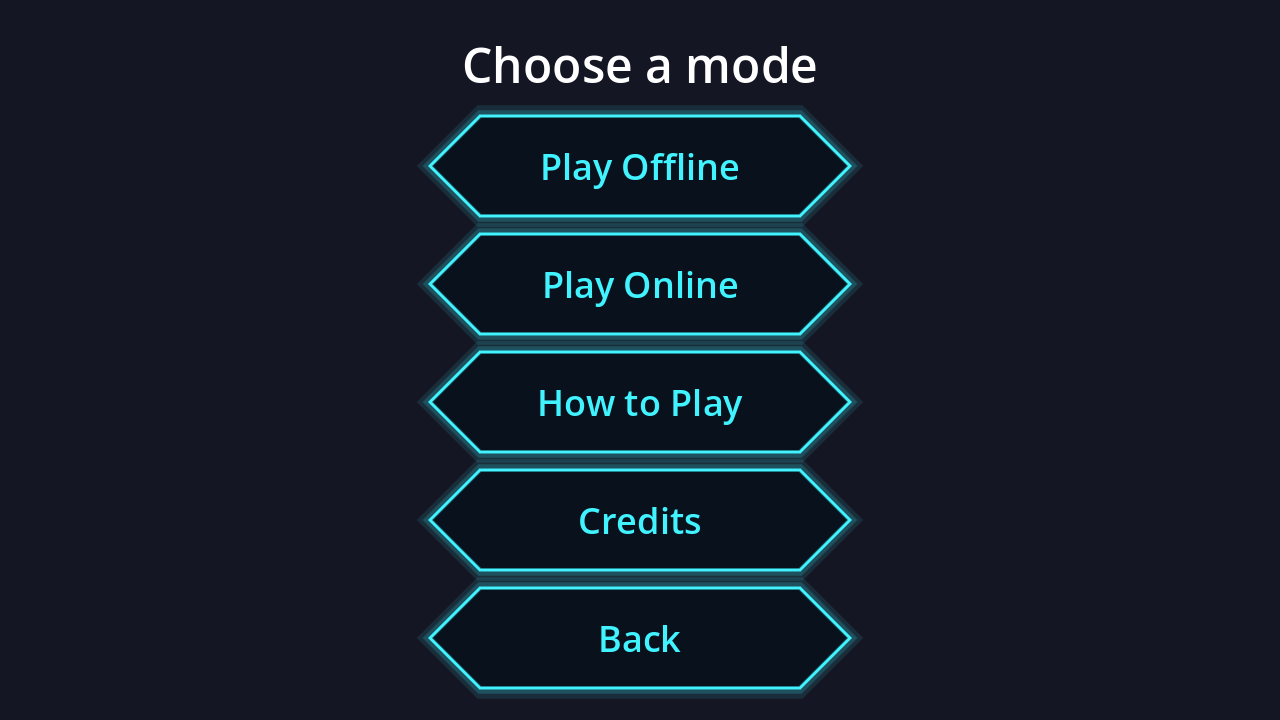 Choose a mode
Play Offline
Play Online
How to Play
Credits
Back